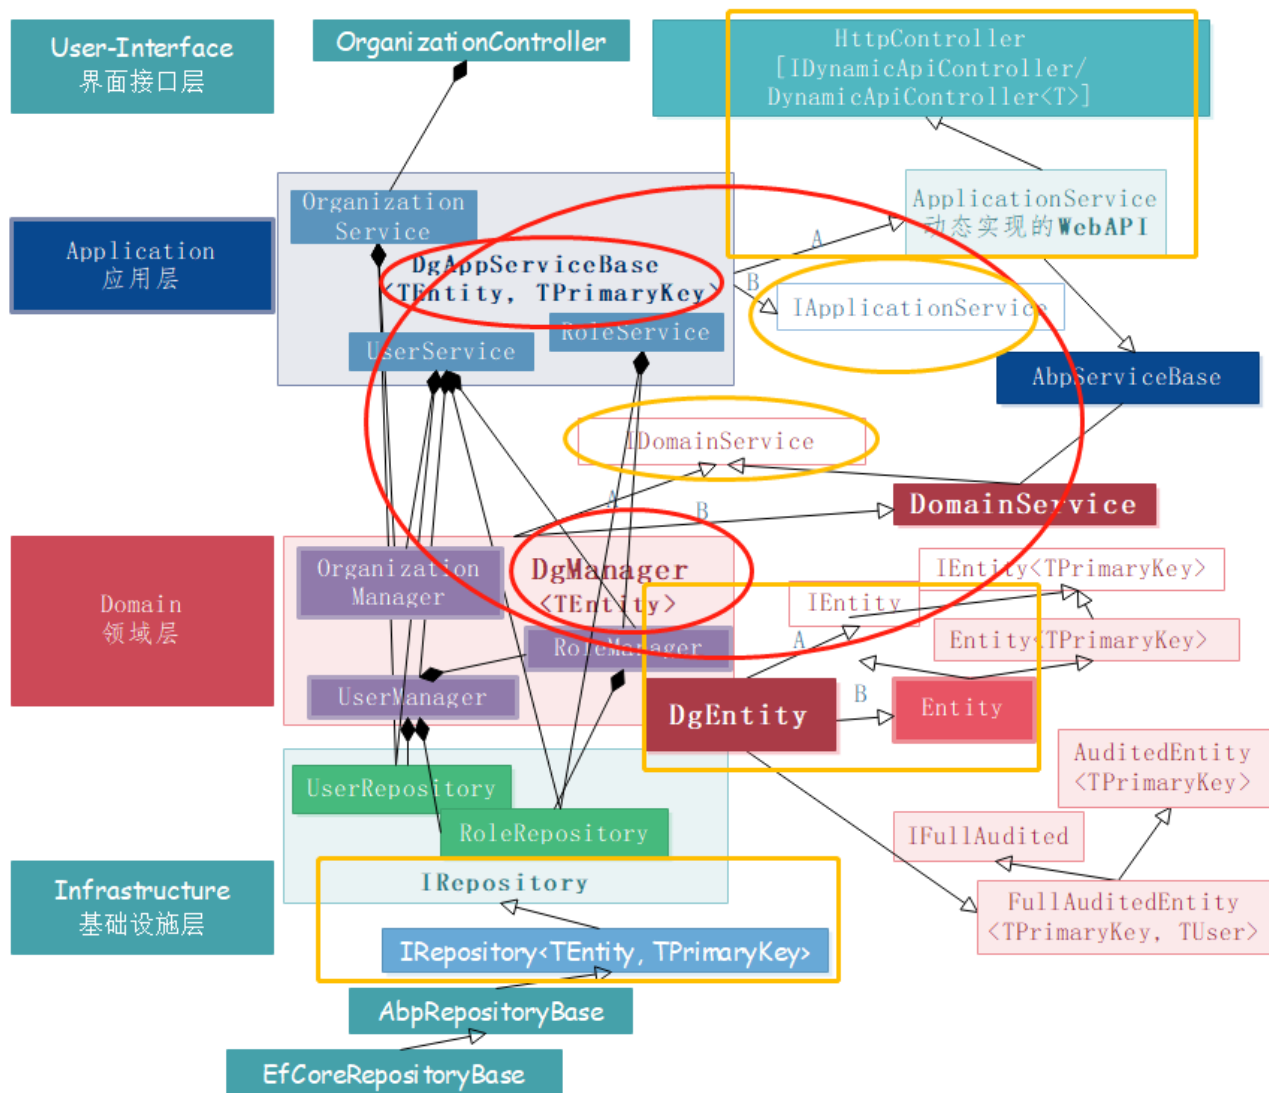 User-Interface
界面接口层
OrganizationController
HttpController
[IDynamicApiController/
DynamicApiController<T>]
Organization
Service
ApplicationService
动态实现的WebAPI
Application
应用层
DgAppServiceBase
<TEntity, TPrimaryKey>
A
B
IApplicationService
RoleService
UserService
AbpServiceBase
IDomainService
A
B
DomainService
Domain
领域层
Organization
Manager
DgManager
<TEntity>
RoleManager
UserManager
IEntity<TPrimaryKey>
IEntity
Entity<TPrimaryKey>
A
B
DgEntity
Entity
UserRepository
RoleRepository
AuditedEntity
<TPrimaryKey>
IFullAudited
FullAuditedEntity
<TPrimaryKey, TUser>
Infrastructure
基础设施层
IRepository
IRepository<TEntity, TPrimaryKey>
AbpRepositoryBase
EfCoreRepositoryBase